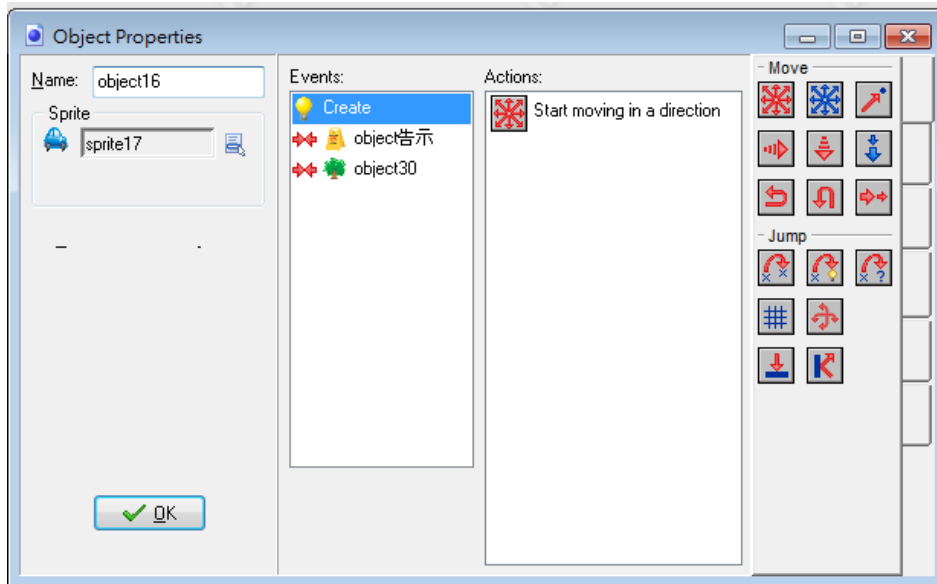 Object Properties
Name: object16
Sprite
sprite17
OK
Events:
Create
object告示
object30
Actions:
Start moving in a direction
Move
Jump